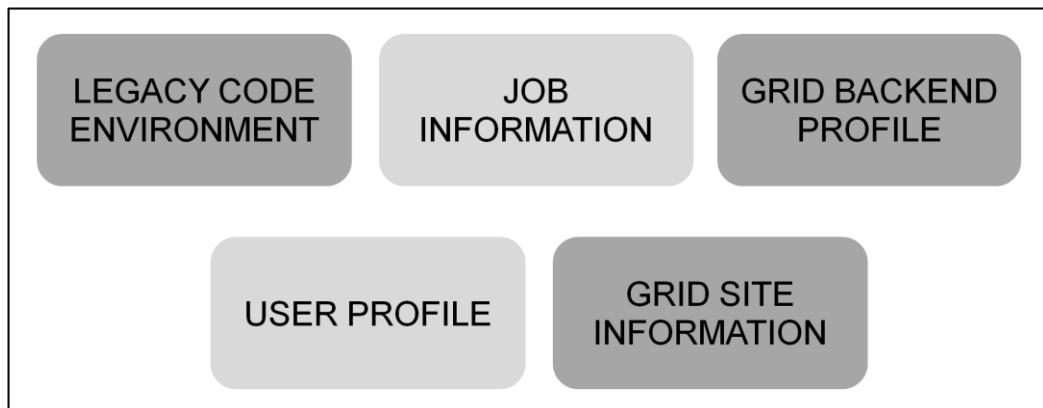 LEGACY CODE
ENVIRONMENT
JOB
INFORMATION
GRID BACKEND
PROFILE
USER PROFILE
GRID SITE
INFORMATION